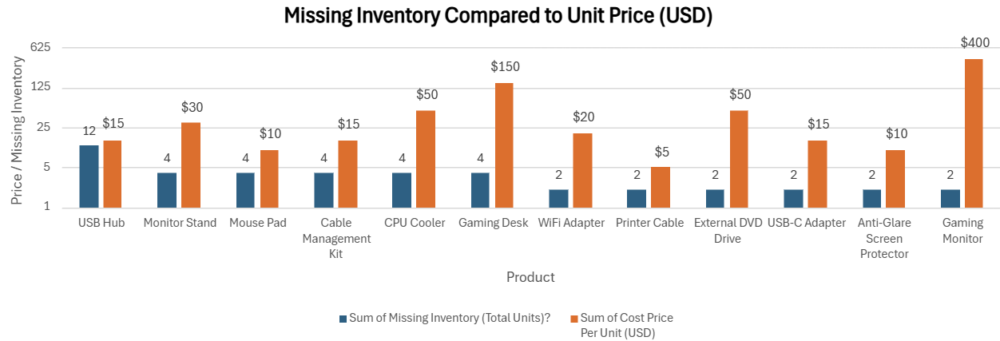 Missing Inventory Compared to Unit Price (USD)
Price / Missing Inventory
625
125
25
5
1
12
$15
4
$30
4
$10
4
$15
4
$50
4
$150
2
$20
2
$5
2
$50
2
$15
2
$10
2
$400
USB Hub
Monitor Stand
Mouse Pad
Cable
Management
Kit
CPU Cooler
Gaming Desk
WiFi Adapter
Printer Cable
External DVD
Drive
USB-C Adapter
Anti-Glare
Screen
Protector
Gaming
Monitor
Product
Sum of Missing Inventory (Total Units)?
Sum of Cost Price
Per Unit (USD)